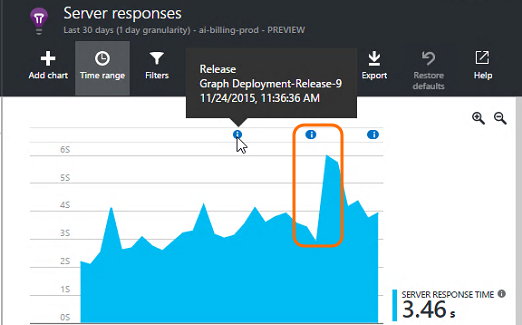 Server responses
Last 30 days (1 day granularity) - ai-billing-prod - PREVIEW
Add chart
Time range
Filters
Export
Restore defaults
Help
Release
Graph Deployment-Release-9
11/24/2015, 11:36:36 AM
6S
5S
4S
3S
2S
1S
0S
SERVER RESPONSE TIME
3.46 s